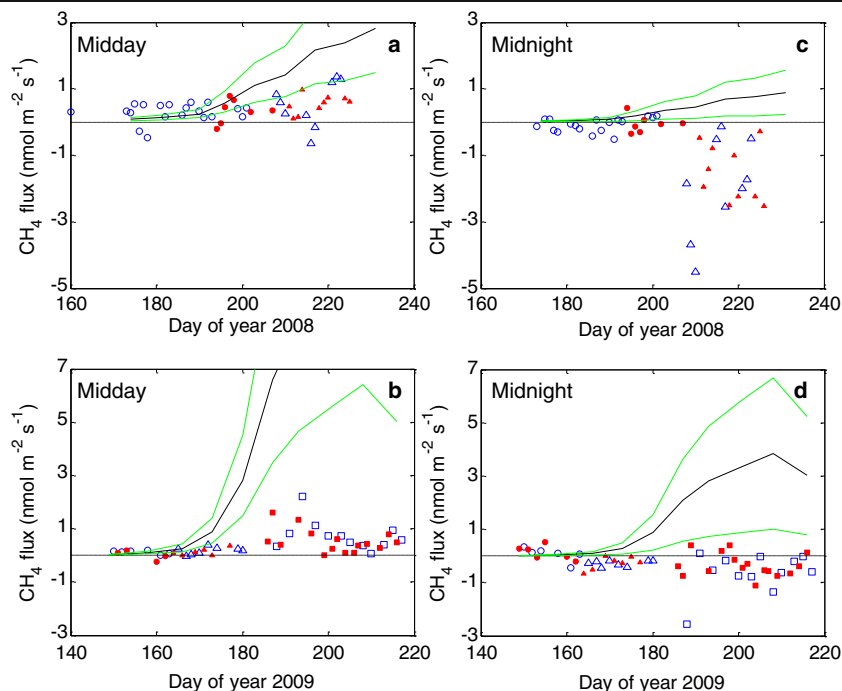 Midday
a
CH4 flux (nmol m-2 s-1)
3
1
-1
-3
-5
160
180
200
220
240
Day of year 2008
Midnight
c
CH4 flux (nmol m-2 s-1)
3
1
-1
-3
-5
160
180
200
220
240
Day of year 2008
Midday
b
CH4 flux (nmol m-2 s-1)
7
5
3
1
-1
-3
140
160
180
200
220
Day of year 2009
Midnight
d
CH4 flux (nmol m-2 s-1)
7
5
3
1
-1
-3
140
160
180
200
220
Day of year 2009